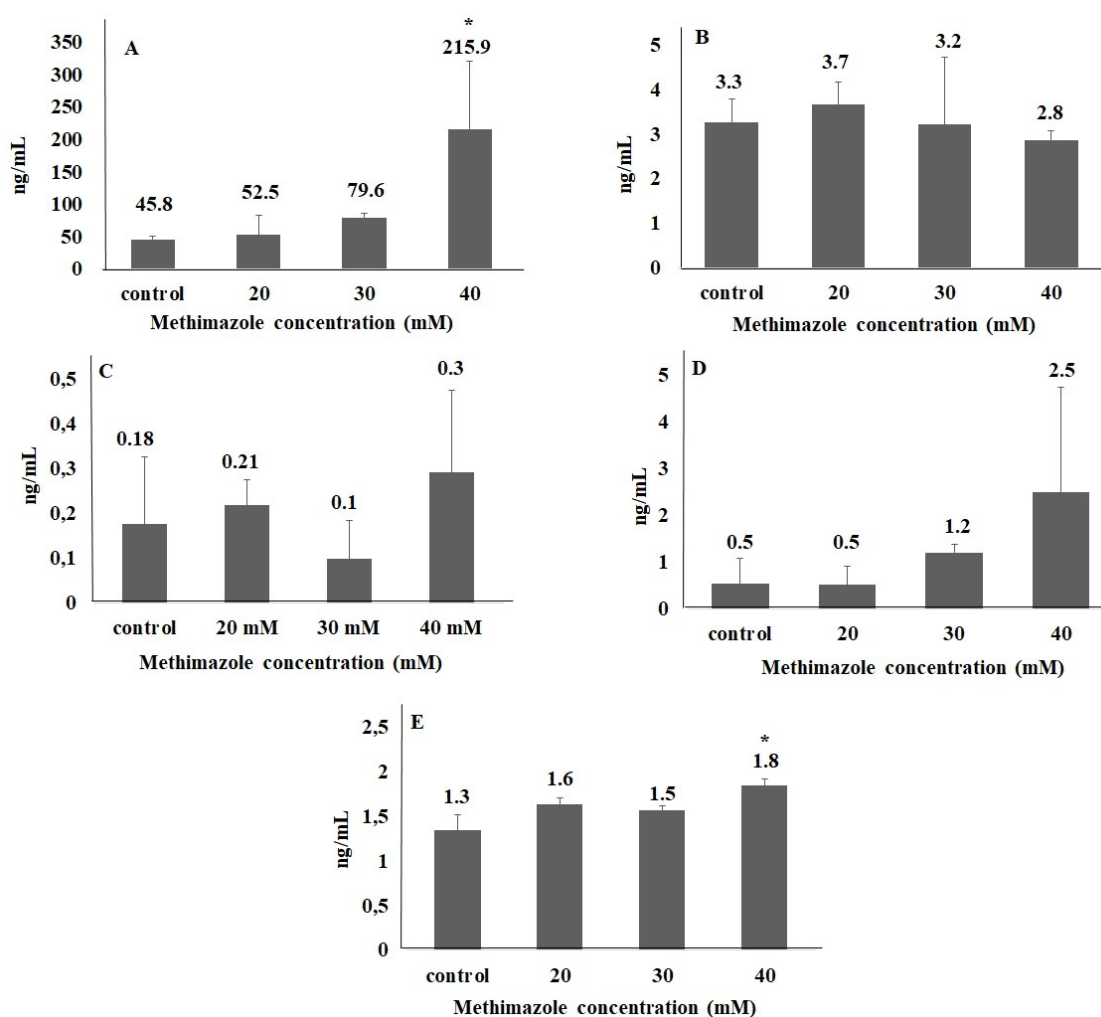 A
*
350
300
250
200
150
100
50
0
ng/mL
45.8
52.5
79.6
215.9
control 20 30 40
Methimazole concentration (mM)
B
5
4
3
2
1
0
ng/mL
3.3
3.7
3.2
2.8
control 20 30 40
Methimazole concentration (mM)
C
0,5
0,4
0,3
0,2
0,1
0
ng/mL
0.18
0.21
0.1
0.3
control 20 mM 30 mM 40 mM
Methimazole concentration (mM)
D
5
4
3
2
1
0
ng/mL
0.5
0.5
1.2
2.5
control 20 30 40
Methimazole concentration (mM)
E
2,5
2
1,5
1
0,5
0
ng/mL
1.3
1.6
1.5
*
1.8
control 20 30 40
Methimazole concentration (mM)